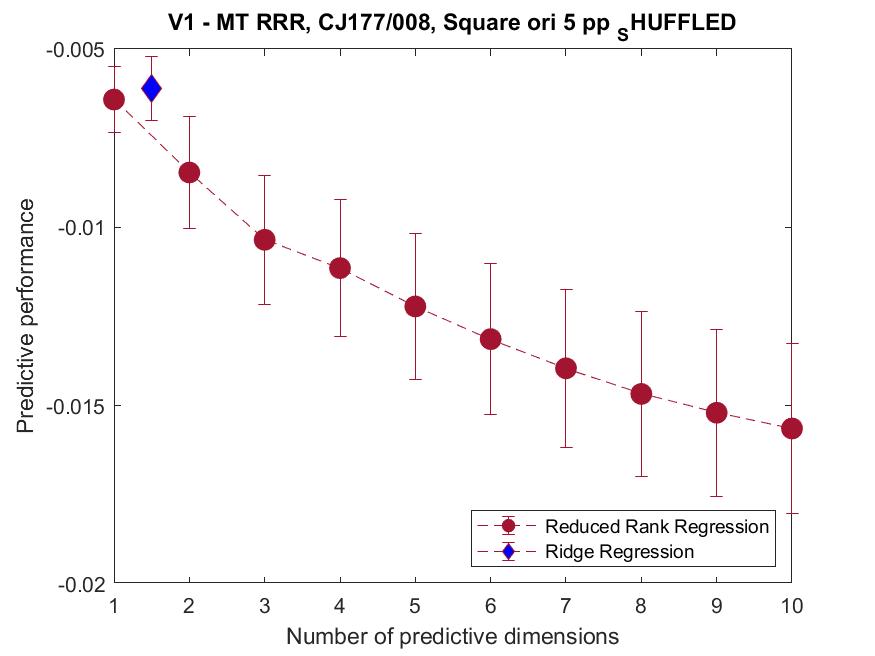 V1 - MT RRR, CJ177/008, Square ori 5 pp SHUFFLED
-0.005
-0.01
-0.015
-0.02
Predictive performance
1 2 3 4 5 6 7 8 9 10
Number of predictive dimensions
Reduced Rank Regression
Ridge Regression